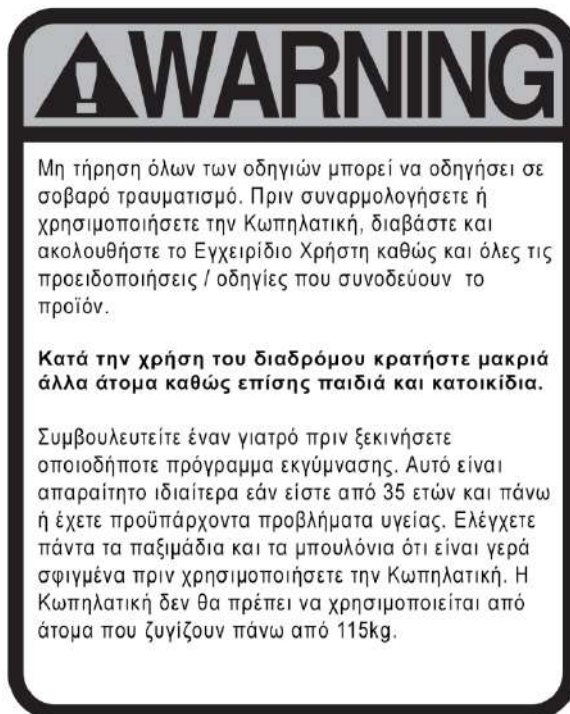 WARNING
Μη τήρηση όλων των οδηγιών μπορεί να οδηγήσει σε
σοβαρό τραυματισμό. Πριν συναρμολογήσετε ή
χρησιμοποιήσετε την Κωπηλατική, διαβάστε και
ακολουθήστε το Εγχειρίδιο Χρήστη καθώς και όλες τις
προειδοποιήσεις / οδηγίες που συνοδεύουν το
προϊόν.
Κατά την χρήση του διαδρόμου κρατήστε μακριά
άλλα άτομα καθώς επίσης παιδιά και κατοικίδια.
Συμβουλευτείτε έναν γιατρό πριν ξεκινήσετε
οποιοδήποτε πρόγραμμα εκγύμνασης. Αυτό είναι
απαραίτητο ιδιαίτερα εάν είστε από 35 ετών και πάνω
ή έχετε προϋπάρχοντα προβλήματα υγείας. Ελέγχετε
πάντα τα παξιμάδια και τα μπουλόνια ότι είναι γερά
σφιγμένα πριν χρησιμοποιήσετε την Κωπηλατική. Η
Κωπηλατική δεν θα πρέπει να χρησιμοποιείται από
άτομα που ζυγίζουν πάνω από 115kg.